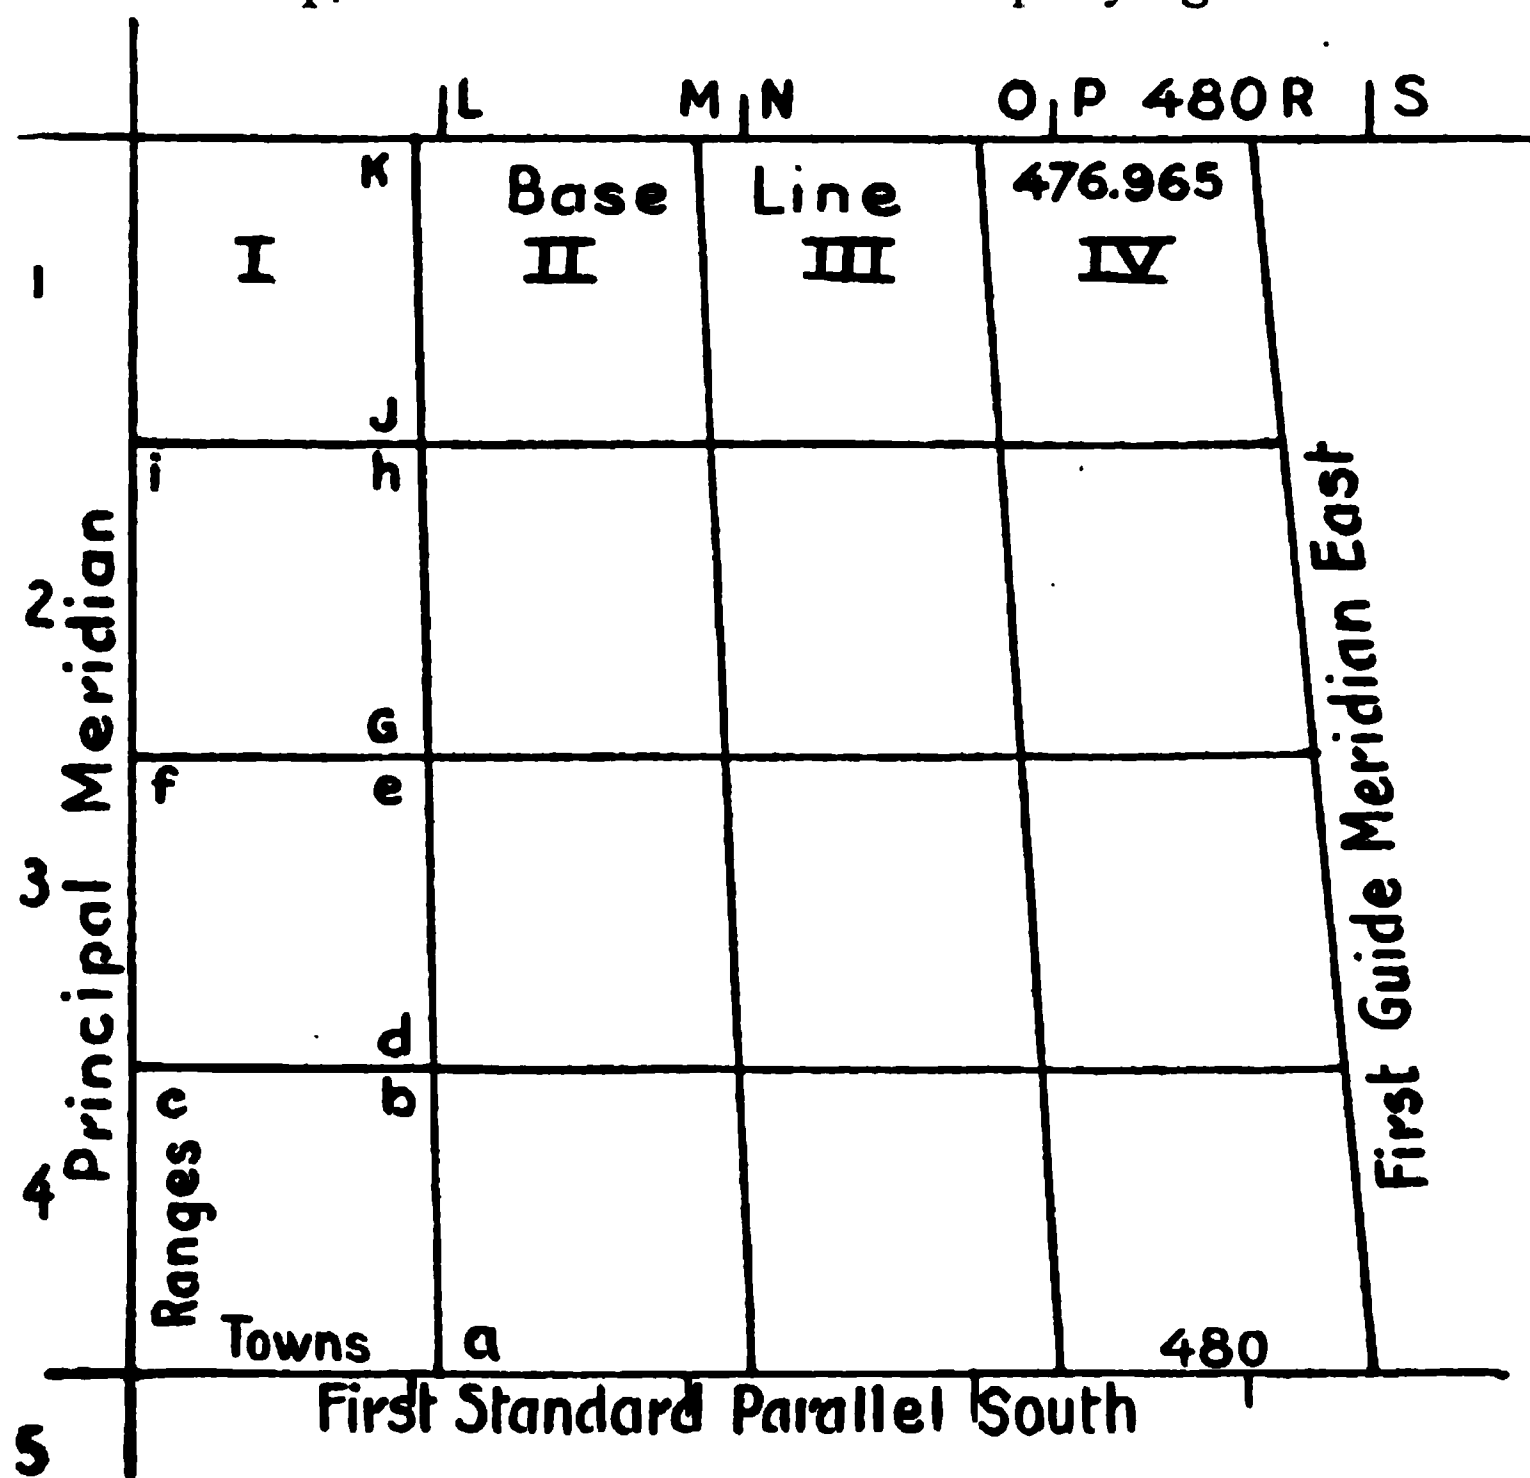 L M N O P 480 R S
K Base Line 476.965
I II III IV
1
J
i h
2
G
f e
3
d
c b
4
Principal Meridian
First Guide Meridian East
Ranges
Towns a 480
First Standard Parallel South
5